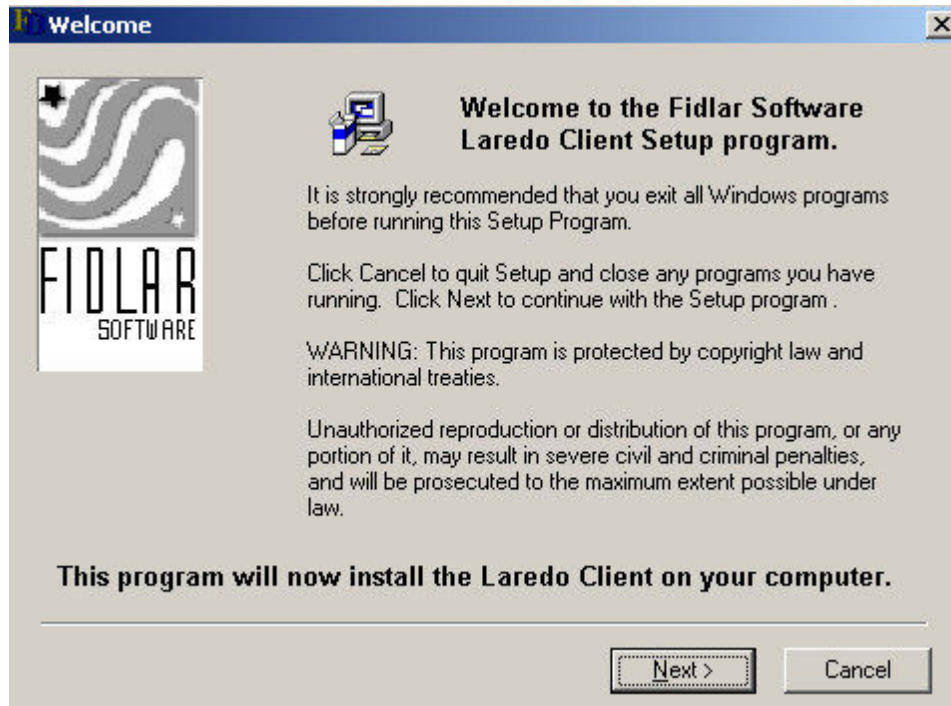 Welcome
Welcome to the Fidlar Software
Laredo Client Setup program.
It is strongly recommended that you exit all Windows programs
before running this Setup Program.
Click Cancel to quit Setup and close any programs you have
running.  Click Next to continue with the Setup program .
WARNING: This program is protected by copyright law and
international treaties.
Unauthorized reproduction or distribution of this program, or any
portion of it, may result in severe civil and criminal penalties,
and will be prosecuted to the maximum extent possible under
law.
FIDLAR
SOFTWARE
This program will now install the Laredo Client on your computer.
Next >
Cancel